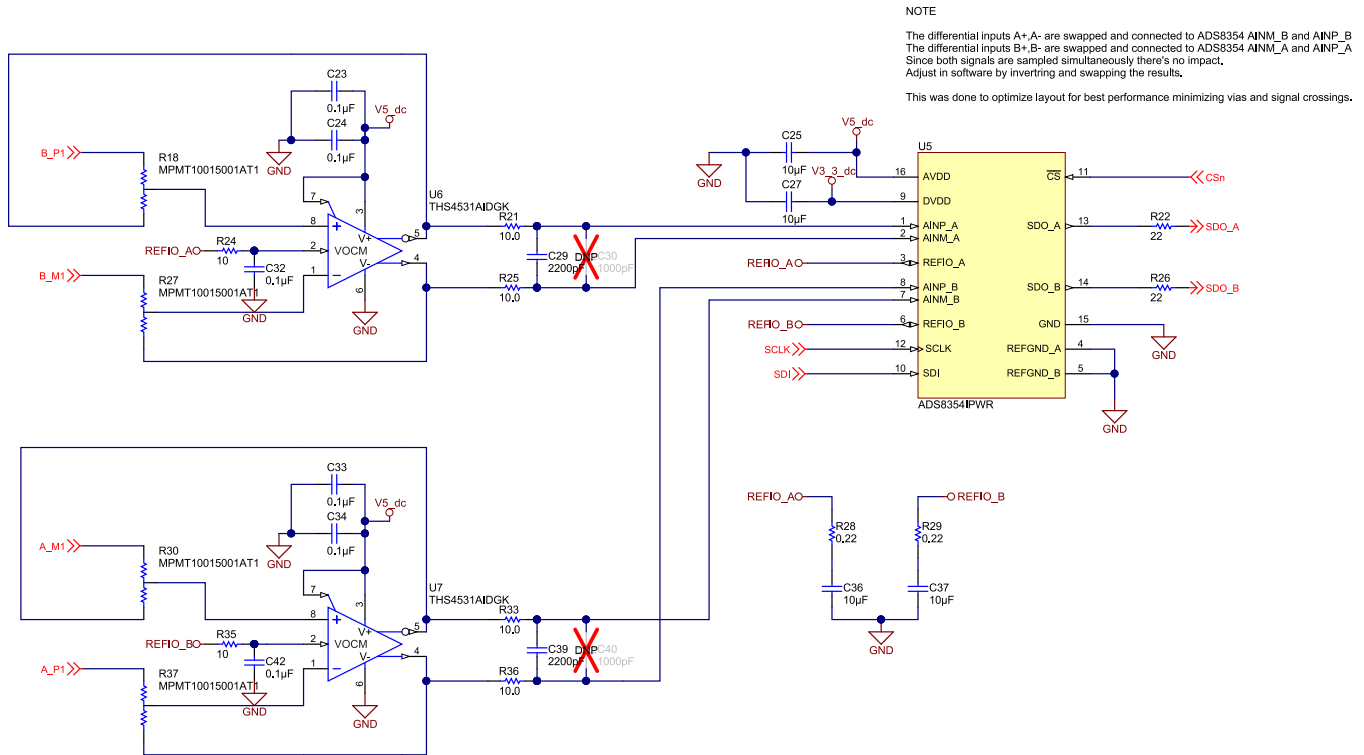 NOTE
The differential inputs A+,A- are swapped and connected to ADS8354 AINM_B and AINP_B
The differential inputs B+,B- are swapped and connected to ADS8354 AINM_A and AINP_A
Since both signals are sampled simultaneously there's no impact.
Adjust in software by invertring and swapping the results.
This was done to optimize layout for best performance minimizing vias and signal crossings.
C23
0.1µF
C24
0.1µF
V5_dc
GND
B_P1
R18
MPMT10015001AT1
7
3
U6
THS4531AIDGK
8
V+
5
REFIO_A
R24
10
2
VOCM
C32
0.1µF
V-
4
B_M1
R27
MPMT10015001AT1
1
6
GND
GND
R21
10.0
C29
2200pF
DNP
C30
1000pF
R25
10.0
C25
10µF
V5_dc
GND
C27
10µF
V3_3_dc
U5
16
AVDD
CS
11
CSn
9
DVDD
1
AINP_A
SDO_A
13
R22
22
SDO_A
2
AINM_A
REFIO_A
3
REFIO_A
8
AINP_B
SDO_B
14
R26
22
SDO_B
7
AINM_B
REFIO_B
6
REFIO_B
GND
15
GND
SCLK
12
SCLK
REFGND_A
4
SDI
10
SDI
REFGND_B
5
GND
ADS8354IPWR
C33
0.1µF
C34
0.1µF
V5_dc
GND
A_M1
R30
MPMT10015001AT1
7
3
U7
THS4531AIDGK
8
V+
5
REFIO_B
R35
10
2
VOCM
C42
0.1µF
V-
4
A_P1
R37
MPMT10015001AT1
1
6
GND
GND
R33
10.0
C39
2200pF
DNP
C40
1000pF
R36
10.0
REFIO_A
REFIO_B
R28
0.22
R29
0.22
C36
10µF
C37
10µF
GND